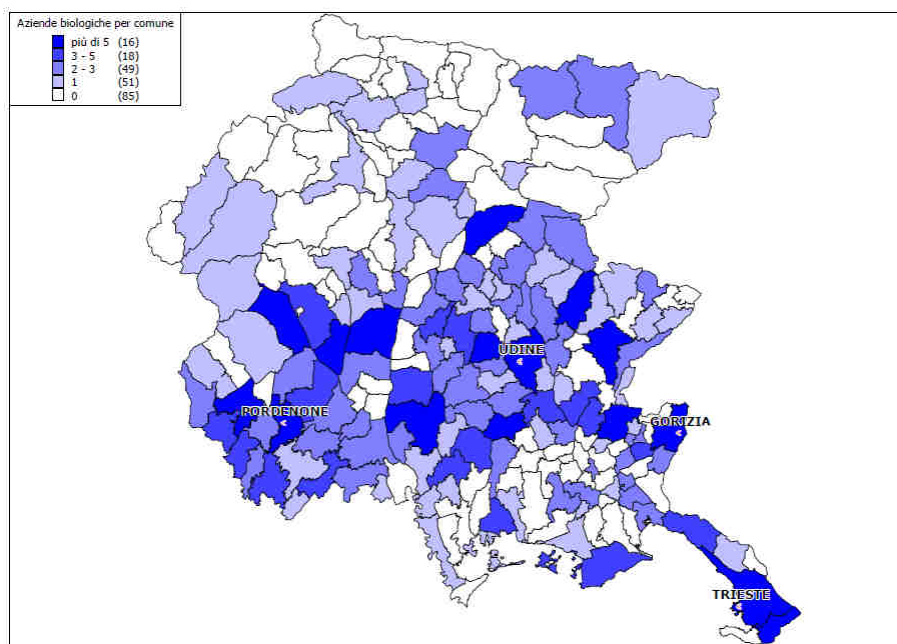 Aziende biologiche per comune
più di 5 (16)
3 - 5 (18)
2 - 3 (49)
1 (51)
0 (85)
UDINE
PORDENONE
GORIZIA
TRIESTE